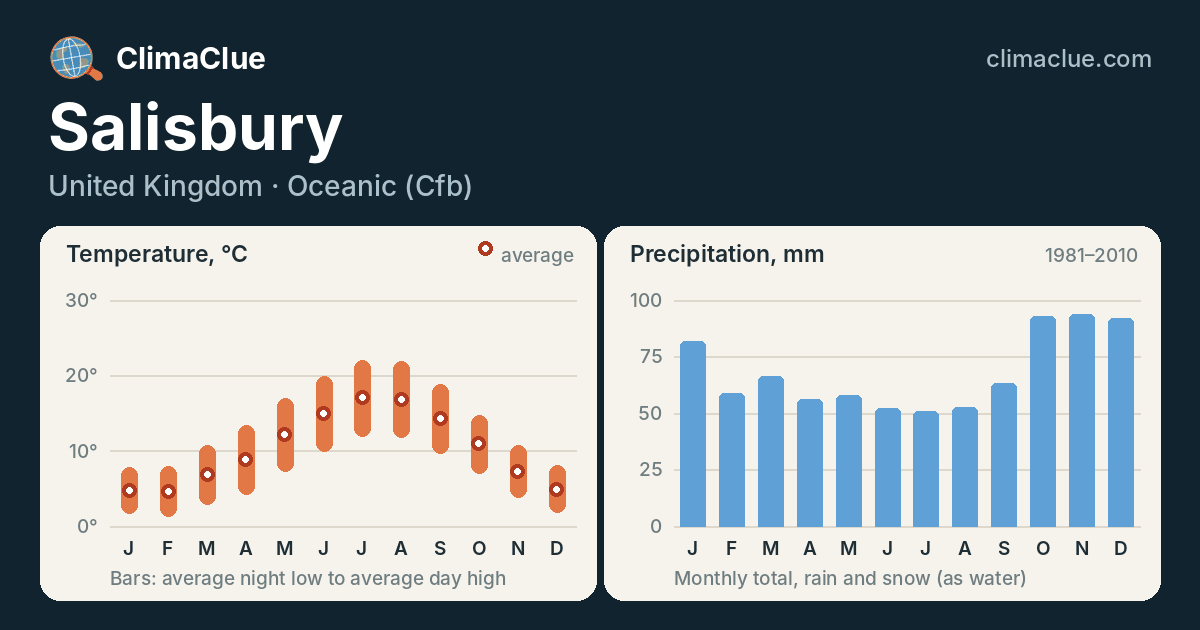 ClimaClue
climaclue.com
Salisbury
United Kingdom · Oceanic (Cfb)
Temperature, °C
average
30°
20°
10°
0°
J F M A M J J A S O N D
Bars: average night low to average day high
Precipitation, mm
1981–2010
100
75
50
25
0
J F M A M J J A S O N D
Monthly total, rain and snow (as water)